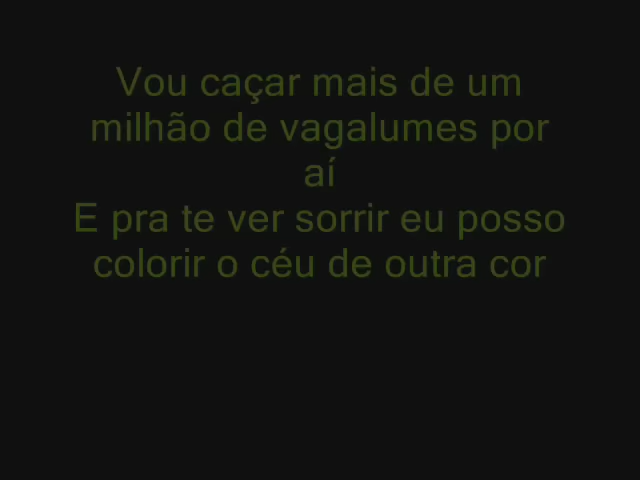 Vou caçar mais de um
milhão de vagalumes por
aí
E pra te ver sorrir eu posso
colorir o céu de outra cor